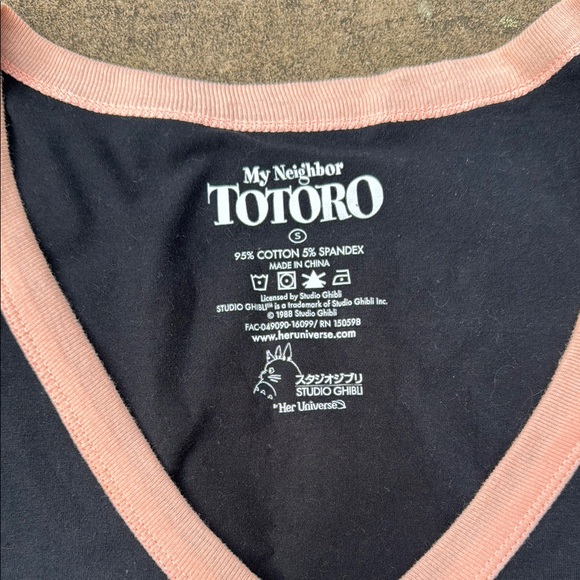 My Neighbor
TOTORO
S
95% COTTON 5% SPANDEX
MADE IN CHINA
Licensed by Studio Ghibli
STUDIO GHIBLI™ is a trademark of Studio Ghibli Inc.
© 1988 Studio Ghibli
FAC-049090-16099/ RN 15059B
www.heruniverse.com
スタジオジブリ
STUDIO GHIBLI
by Her Universe